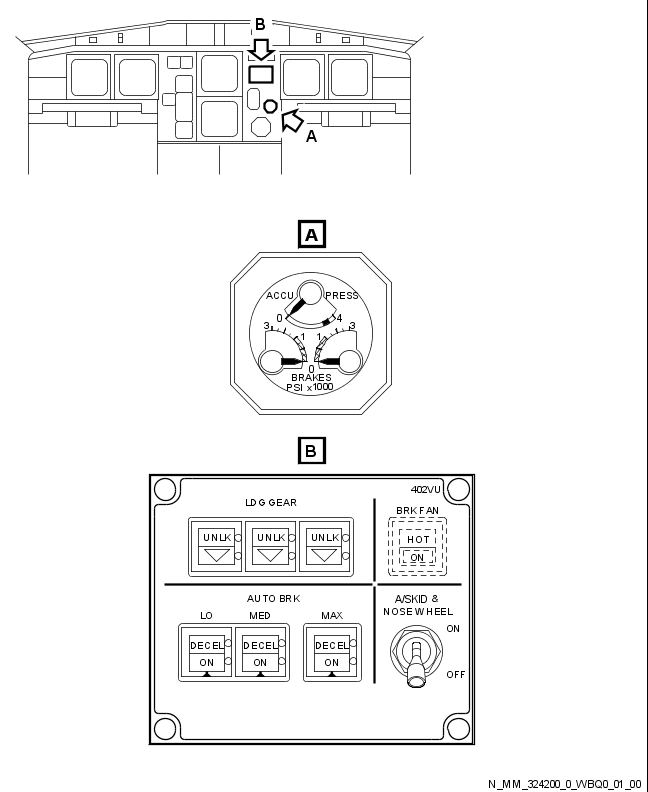 B
A
A
ACCU PRESS
0 4
3 1 1 3
0
BRAKES
PSI x1000
B
402VU
LDG GEAR
BRK FAN
UNLK UNLK UNLK
HOT
ON
AUTO BRK
A/SKID &
NOSE WHEEL
LO MED MAX
ON
DECEL DECEL DECEL
ON ON ON
OFF
N_MM_324200_0_WBQ0_01_00